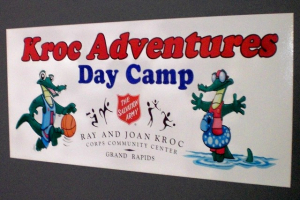 Kroc Adventures
Day Camp
THE
SALVATION
ARMY
RAY AND JOAN KROC
CORPS COMMUNITY CENTER
GRAND RAPIDS